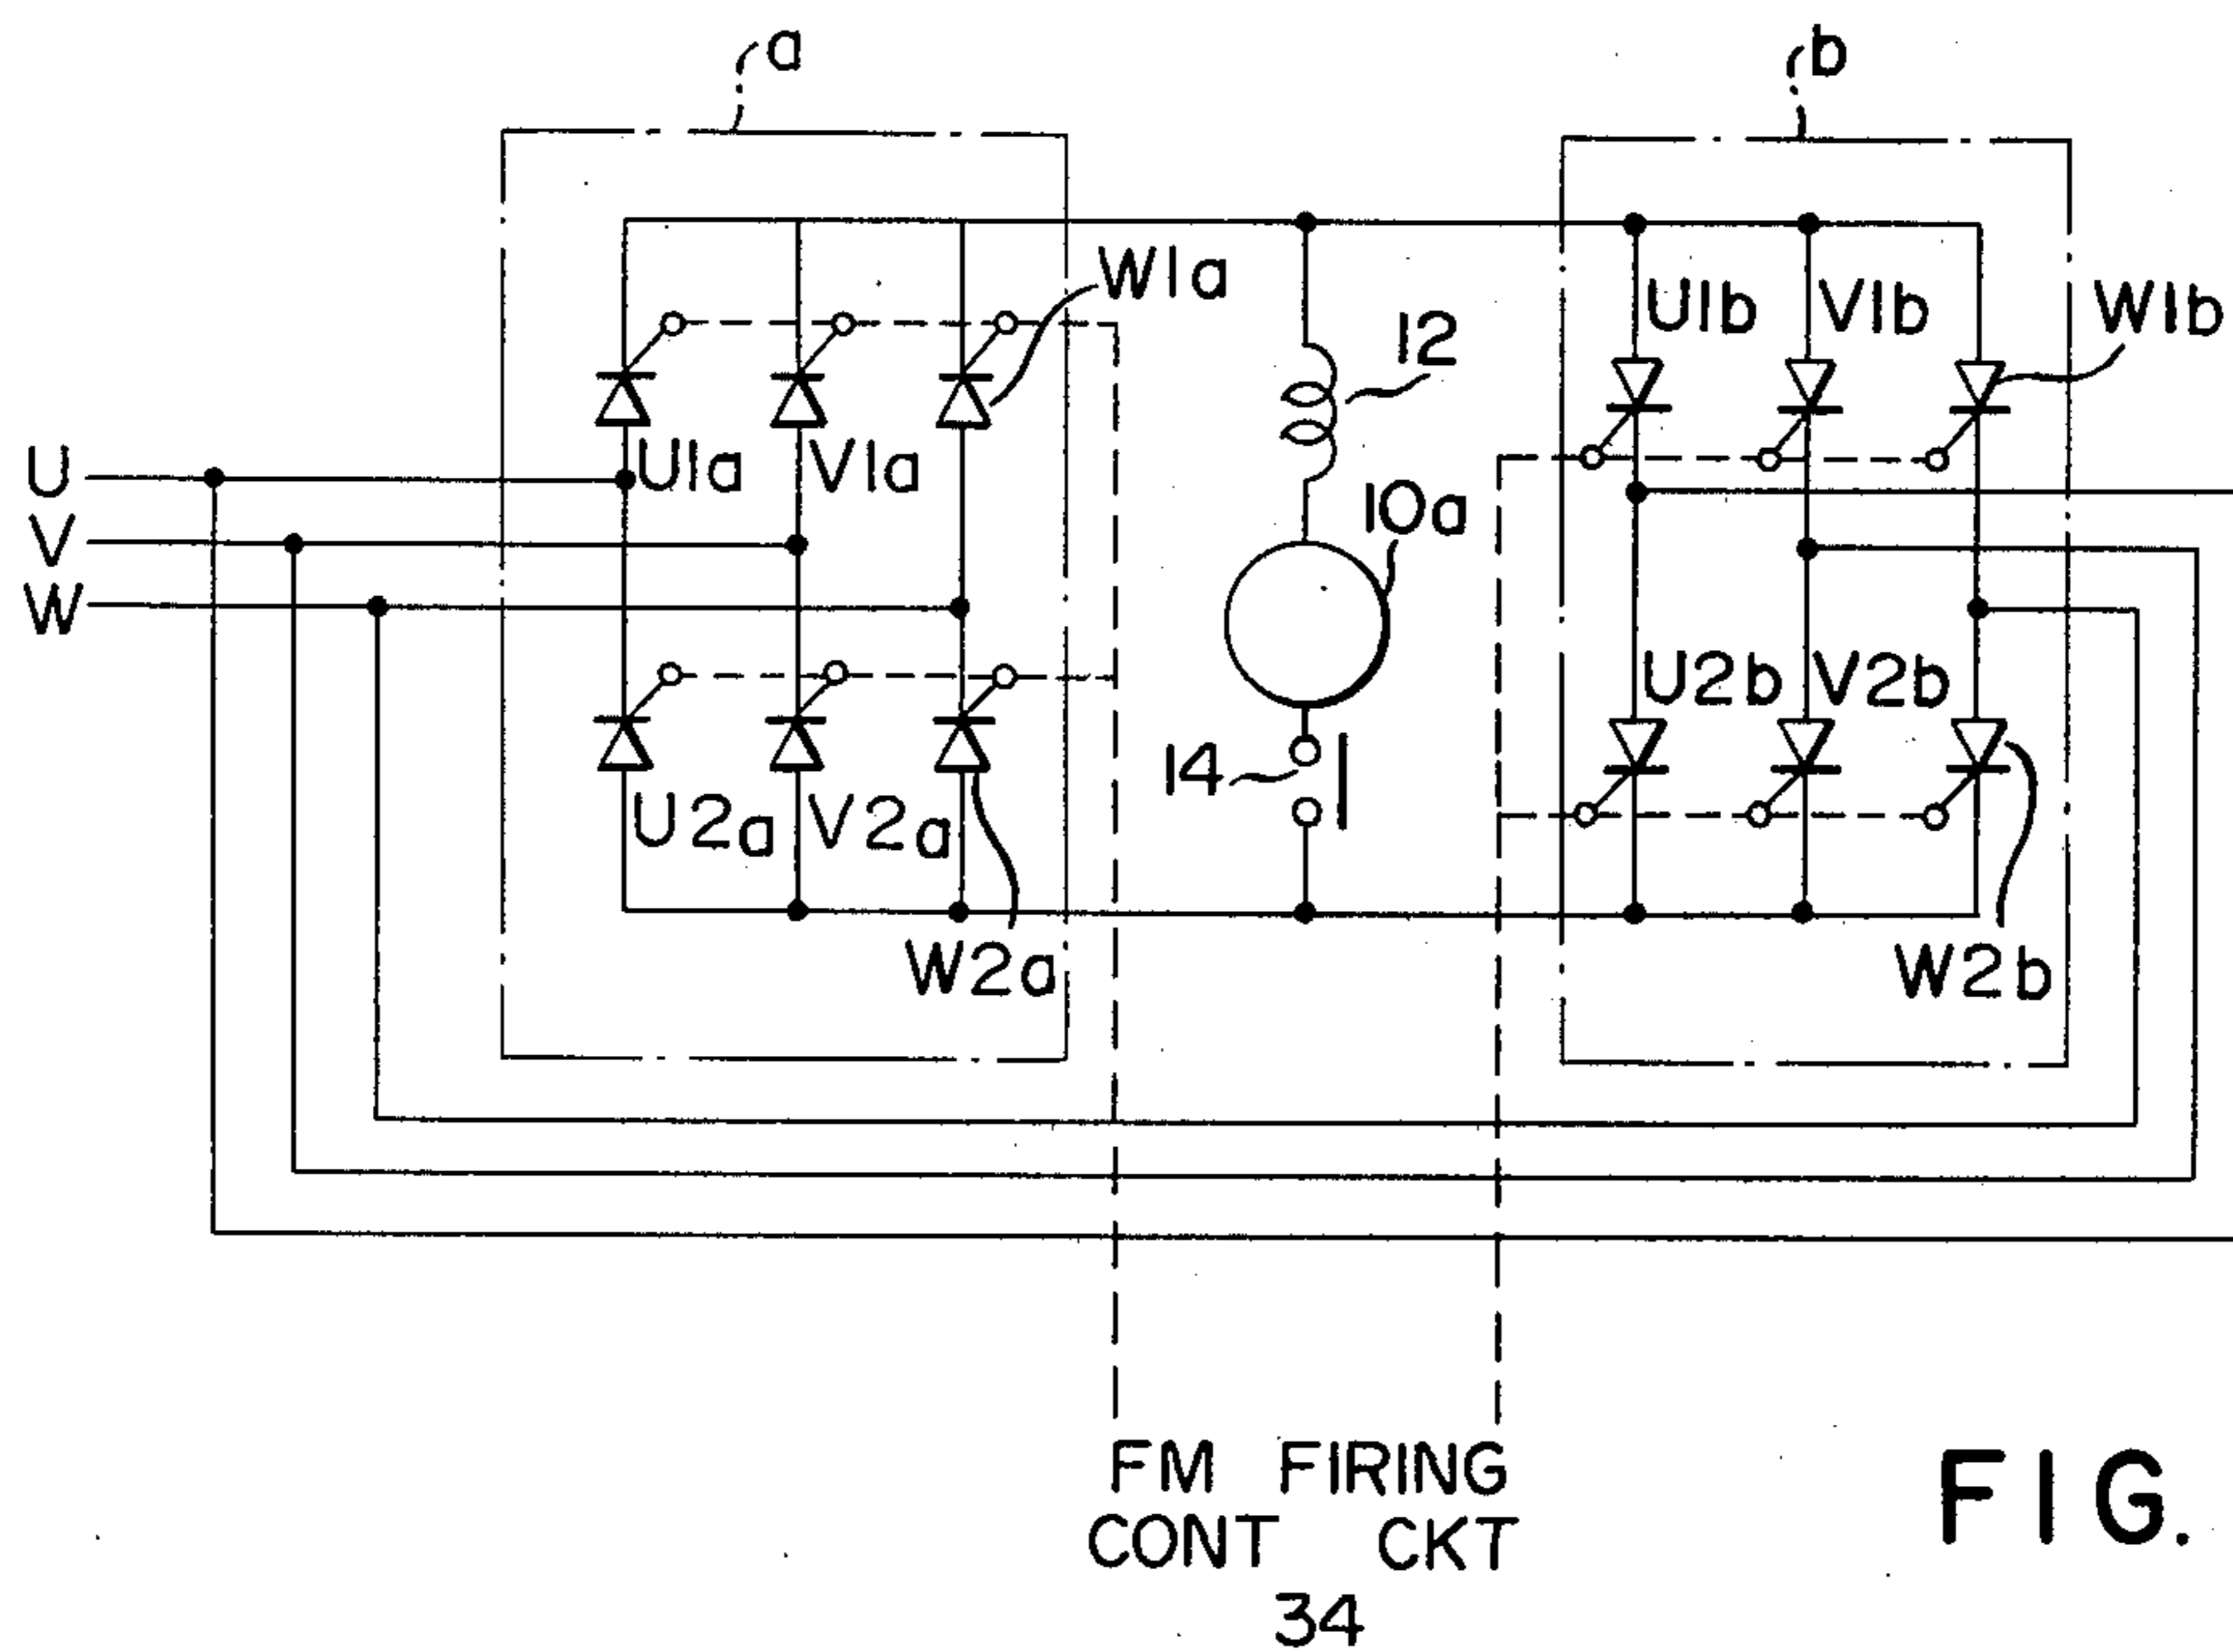 a
b
W1a
U1b
V1b
W1b
12
U1a
V1a
U
V
W
10a
U2b
V2b
14
U2a
V2a
W2a
W2b
FM FIRING
CONT CKT
34
FIG.